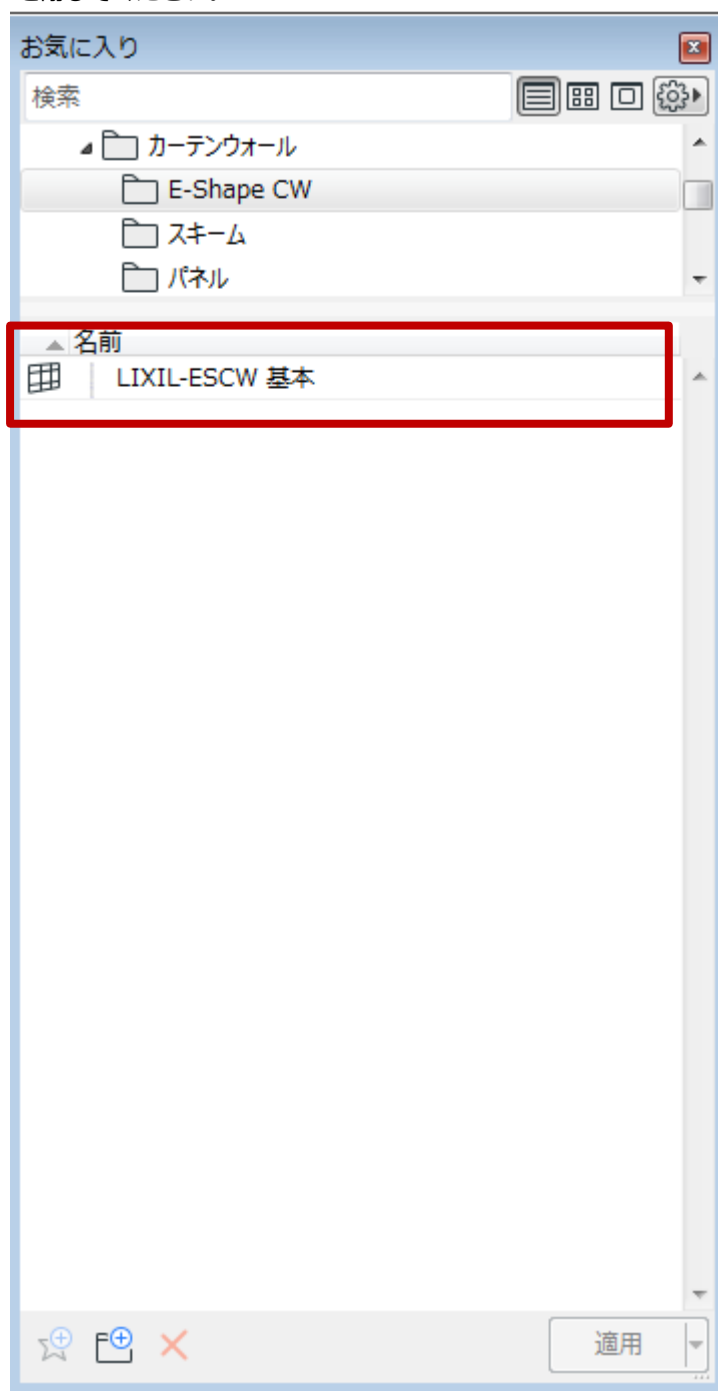 お気に入り
検索
カーテンウォール
E-Shape CW
スキーム
パネル
名前
LIXIL-ESCW 基本
適用